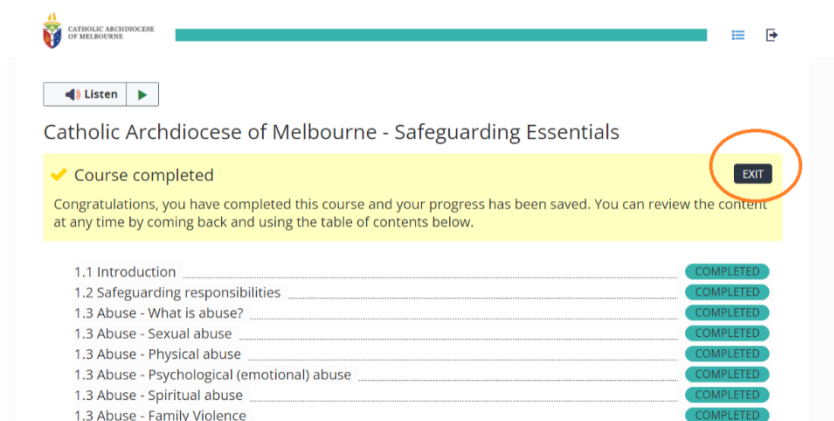 CATHOLIC ARCHDIOCESE
OF MELBOURNE
Listen
Catholic Archdiocese of Melbourne - Safeguarding Essentials
Course completed
EXIT
Congratulations, you have completed this course and your progress has been saved. You can review the content
at any time by coming back and using the table of contents below.
1.1 Introduction COMPLETED
1.2 Safeguarding responsibilities COMPLETED
1.3 Abuse - What is abuse? COMPLETED
1.3 Abuse - Sexual abuse COMPLETED
1.3 Abuse - Physical abuse COMPLETED
1.3 Abuse - Psychological (emotional) abuse COMPLETED
1.3 Abuse - Spiritual abuse COMPLETED
1.3 Abuse - Family Violence COMPLETED